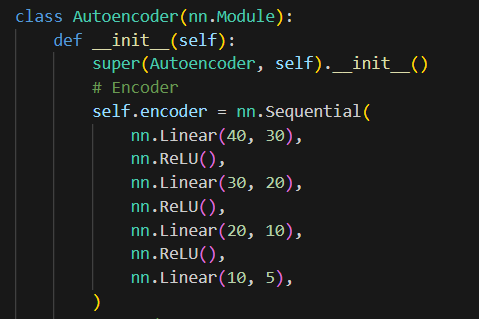 class Autoencoder(nn.Module):
    def __init__(self):
        super(Autoencoder, self).__init__()
        # Encoder
        self.encoder = nn.Sequential(
            nn.Linear(40, 30),
            nn.ReLU(),
            nn.Linear(30, 20),
            nn.ReLU(),
            nn.Linear(20, 10),
            nn.ReLU(),
            nn.Linear(10, 5),
        )